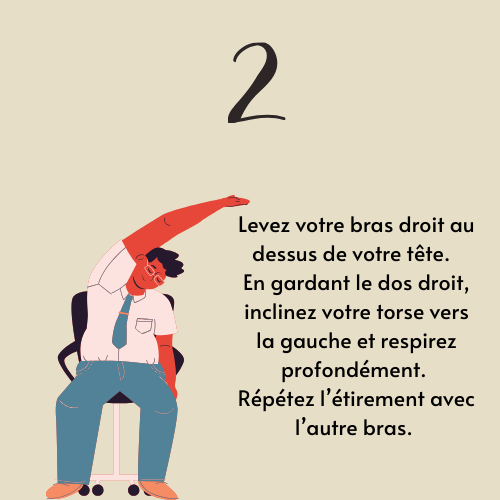 2
Levez votre bras droit au
dessus de votre tête.
En gardant le dos droit,
inclinez votre torse vers
la gauche et respirez
profondément.
Répétez l'étirement avec
l'autre bras.